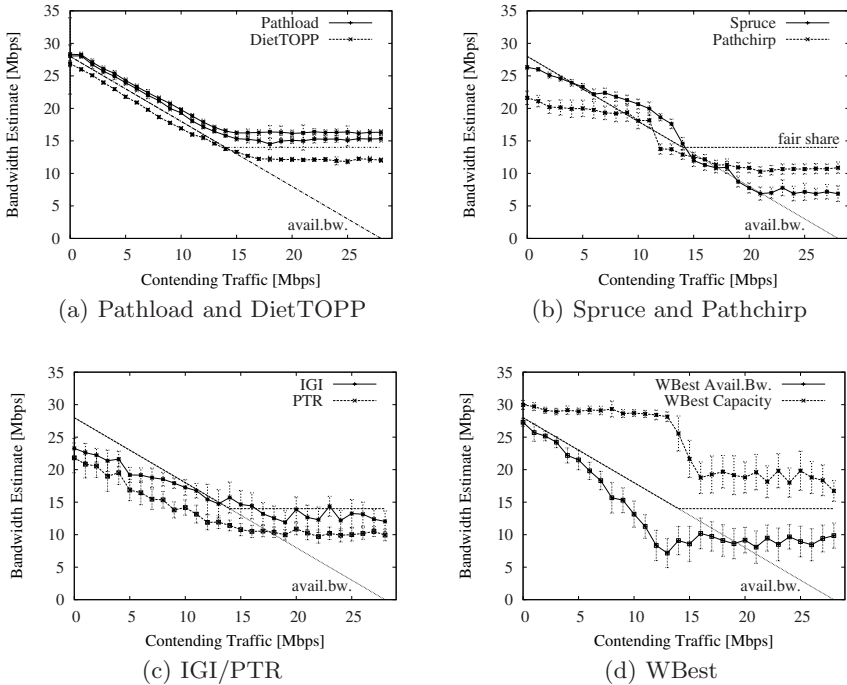 Pathload
DietTOPP
Bandwidth Estimate [Mbps]
35
30
25
20
15
10
5
0
avail.bw.
0 5 10 15 20 25
Contending Traffic [Mbps]
(a) Pathload and DietTOPP
Spruce
Pathchirp
Bandwidth Estimate [Mbps]
35
30
25
20
15
10
5
0
fair share
avail.bw.
0 5 10 15 20 25
Contending Traffic [Mbps]
(b) Spruce and Pathchirp
IGI
PTR
Bandwidth Estimate [Mbps]
35
30
25
20
15
10
5
0
avail.bw.
0 5 10 15 20 25
Contending Traffic [Mbps]
(c) IGI/PTR
WBest Avail.Bw.
WBest Capacity
Bandwidth Estimate [Mbps]
35
30
25
20
15
10
5
0
avail.bw.
0 5 10 15 20 25
Contending Traffic [Mbps]
(d) WBest